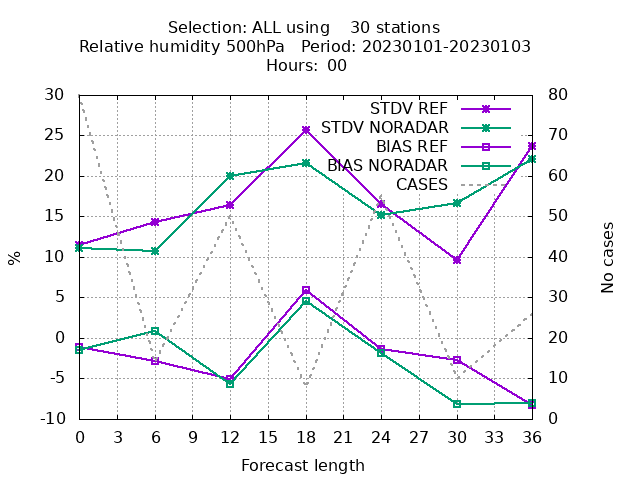 Selection: ALL using    30 stations
Relative humidity 500hPa   Period: 20230101-20230103
Hours: 00
STDV REF
STDV NORADAR
BIAS REF
BIAS NORADAR
CASES
30
25
20
15
10
5
0
-5
-10
%
80
70
60
50
40
30
20
10
0
No cases
0 3 6 9 12 15 18 21 24 27 30 33 36
Forecast length